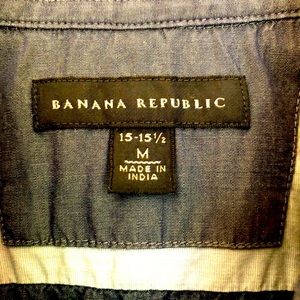 BANANA REPUBLIC
15-15½
M
MADE IN
INDIA